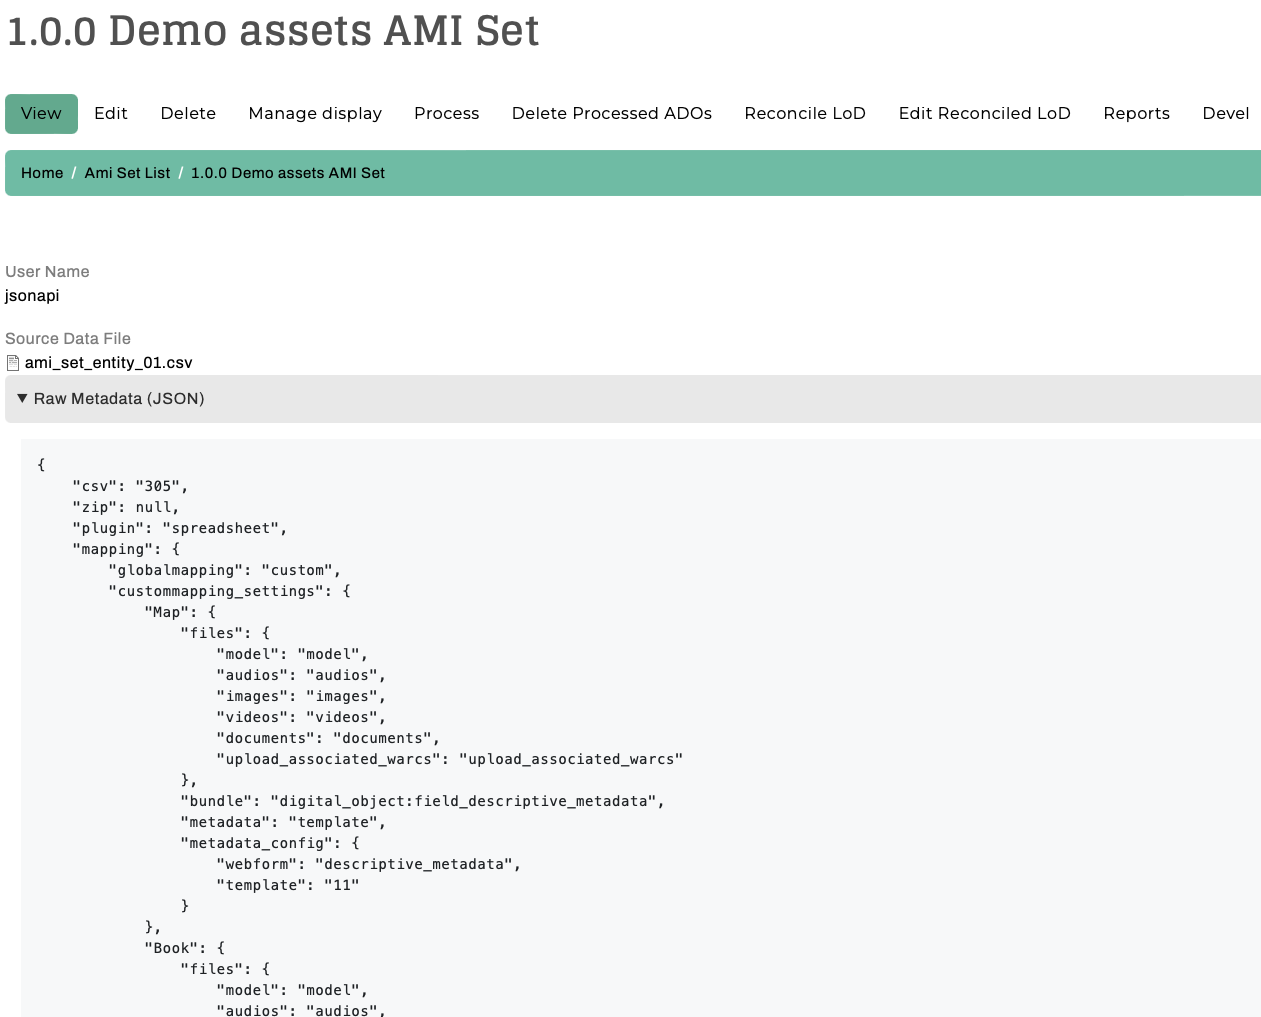 1.0.0 Demo assets AMI Set
View Edit Delete Manage display Process Delete Processed ADOs Reconcile LoD Edit Reconciled LoD Reports Devel
Home / Ami Set List / 1.0.0 Demo assets AMI Set
User Name
jsonapi
Source Data File
ami_set_entity_01.csv
▼ Raw Metadata (JSON)
{
    "csv": "305",
    "zip": null,
    "plugin": "spreadsheet",
    "mapping": {
        "globalmapping": "custom",
        "custommapping_settings": {
            "Map": {
                "files": {
                    "model": "model",
                    "audios": "audios",
                    "images": "images",
                    "videos": "videos",
                    "documents": "documents",
                    "upload_associated_warcs": "upload_associated_warcs"
                },
                "bundle": "digital_object:field_descriptive_metadata",
                "metadata": "template",
                "metadata_config": {
                    "webform": "descriptive_metadata",
                    "template": "11"
                }
            },
            "Book": {
                "files": {
                    "model": "model",
                    "audios": "audios",